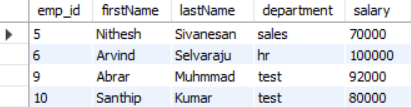 emp_id firstName lastName department salary
5 Nithesh Sivanesan sales 70000
6 Arvind Selvaraju hr 100000
9 Abrar Muhmmad test 92000
10 Santhip Kumar test 80000